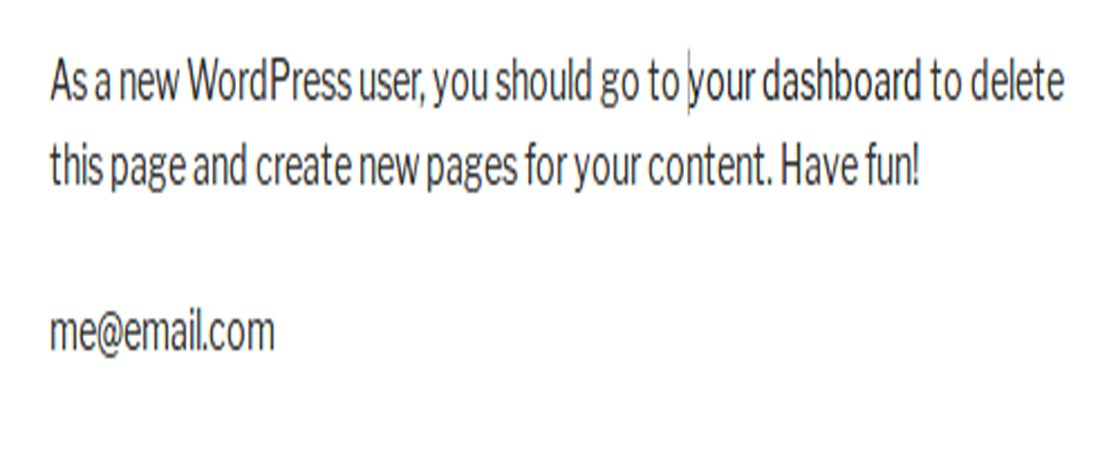 As a new WordPress user, you should go to your dashboard to delete
this page and create new pages for your content. Have fun!
me@email.com